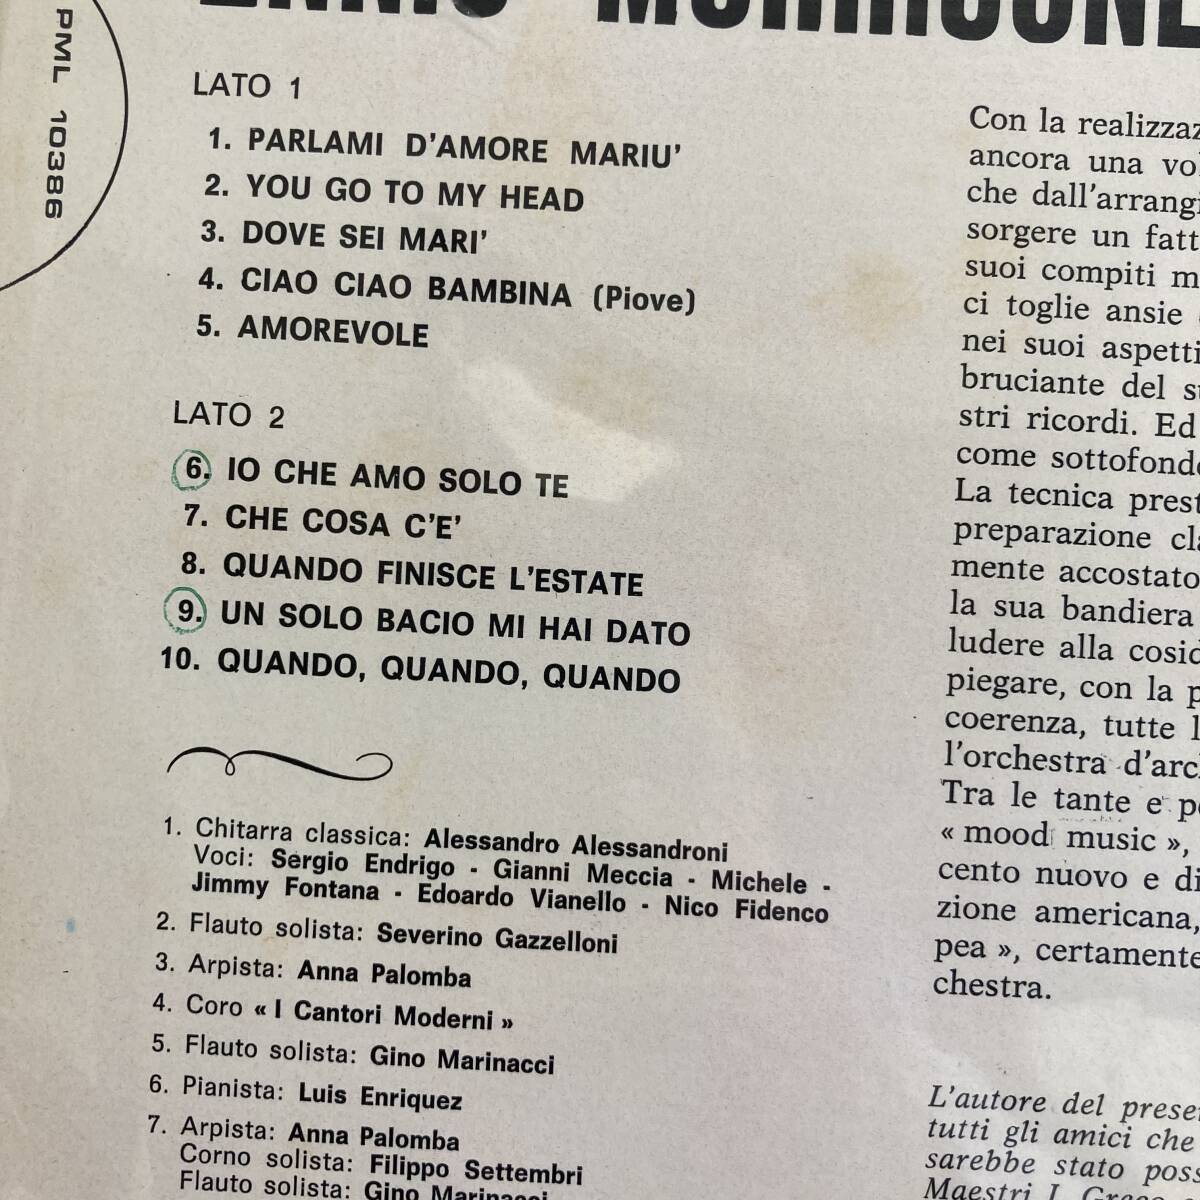 PML 10386
LATO 1
1. PARLAMI D'AMORE MARIU'
2. YOU GO TO MY HEAD
3. DOVE SEI MARI'
4. CIAO CIAO BAMBINA (Piove)
5. AMOREVOLE
LATO 2
6. IO CHE AMO SOLO TE
7. CHE COSA C'E'
8. QUANDO FINISCE L'ESTATE
9. UN SOLO BACIO MI HAI DATO
10. QUANDO, QUANDO, QUANDO
1. Chitarra classica: Alessandro Alessandroni
Voci: Sergio Endrigo - Gianni Meccia - Michele -
Jimmy Fontana - Edoardo Vianello - Nico Fidenco
2. Flauto solista: Severino Gazzelloni
3. Arpista: Anna Palomba
4. Coro « I Cantori Moderni »
5. Flauto solista: Gino Marinacci
6. Pianista: Luis Enriquez
7. Arpista: Anna Palomba
Corno solista: Filippo Settembri
Flauto solista: Gino Marinacci
Con la
ancora una
che
sorgere un
suoi compiti
ci toglie ansie
nei suoi aspetti
bruciante del
stri ricordi. Ed
come
La tecnica
preparazione
mente accostato
la sua bandiera
ludere alla
piegare, con la
coerenza, tutte
l'orchestra
Tra le tante e
« mood music »,
cento nuovo e
zione americana,
pea », certamente
chestra.
L'autore del
tutti gli amici che
sarebbe stato
Maestri